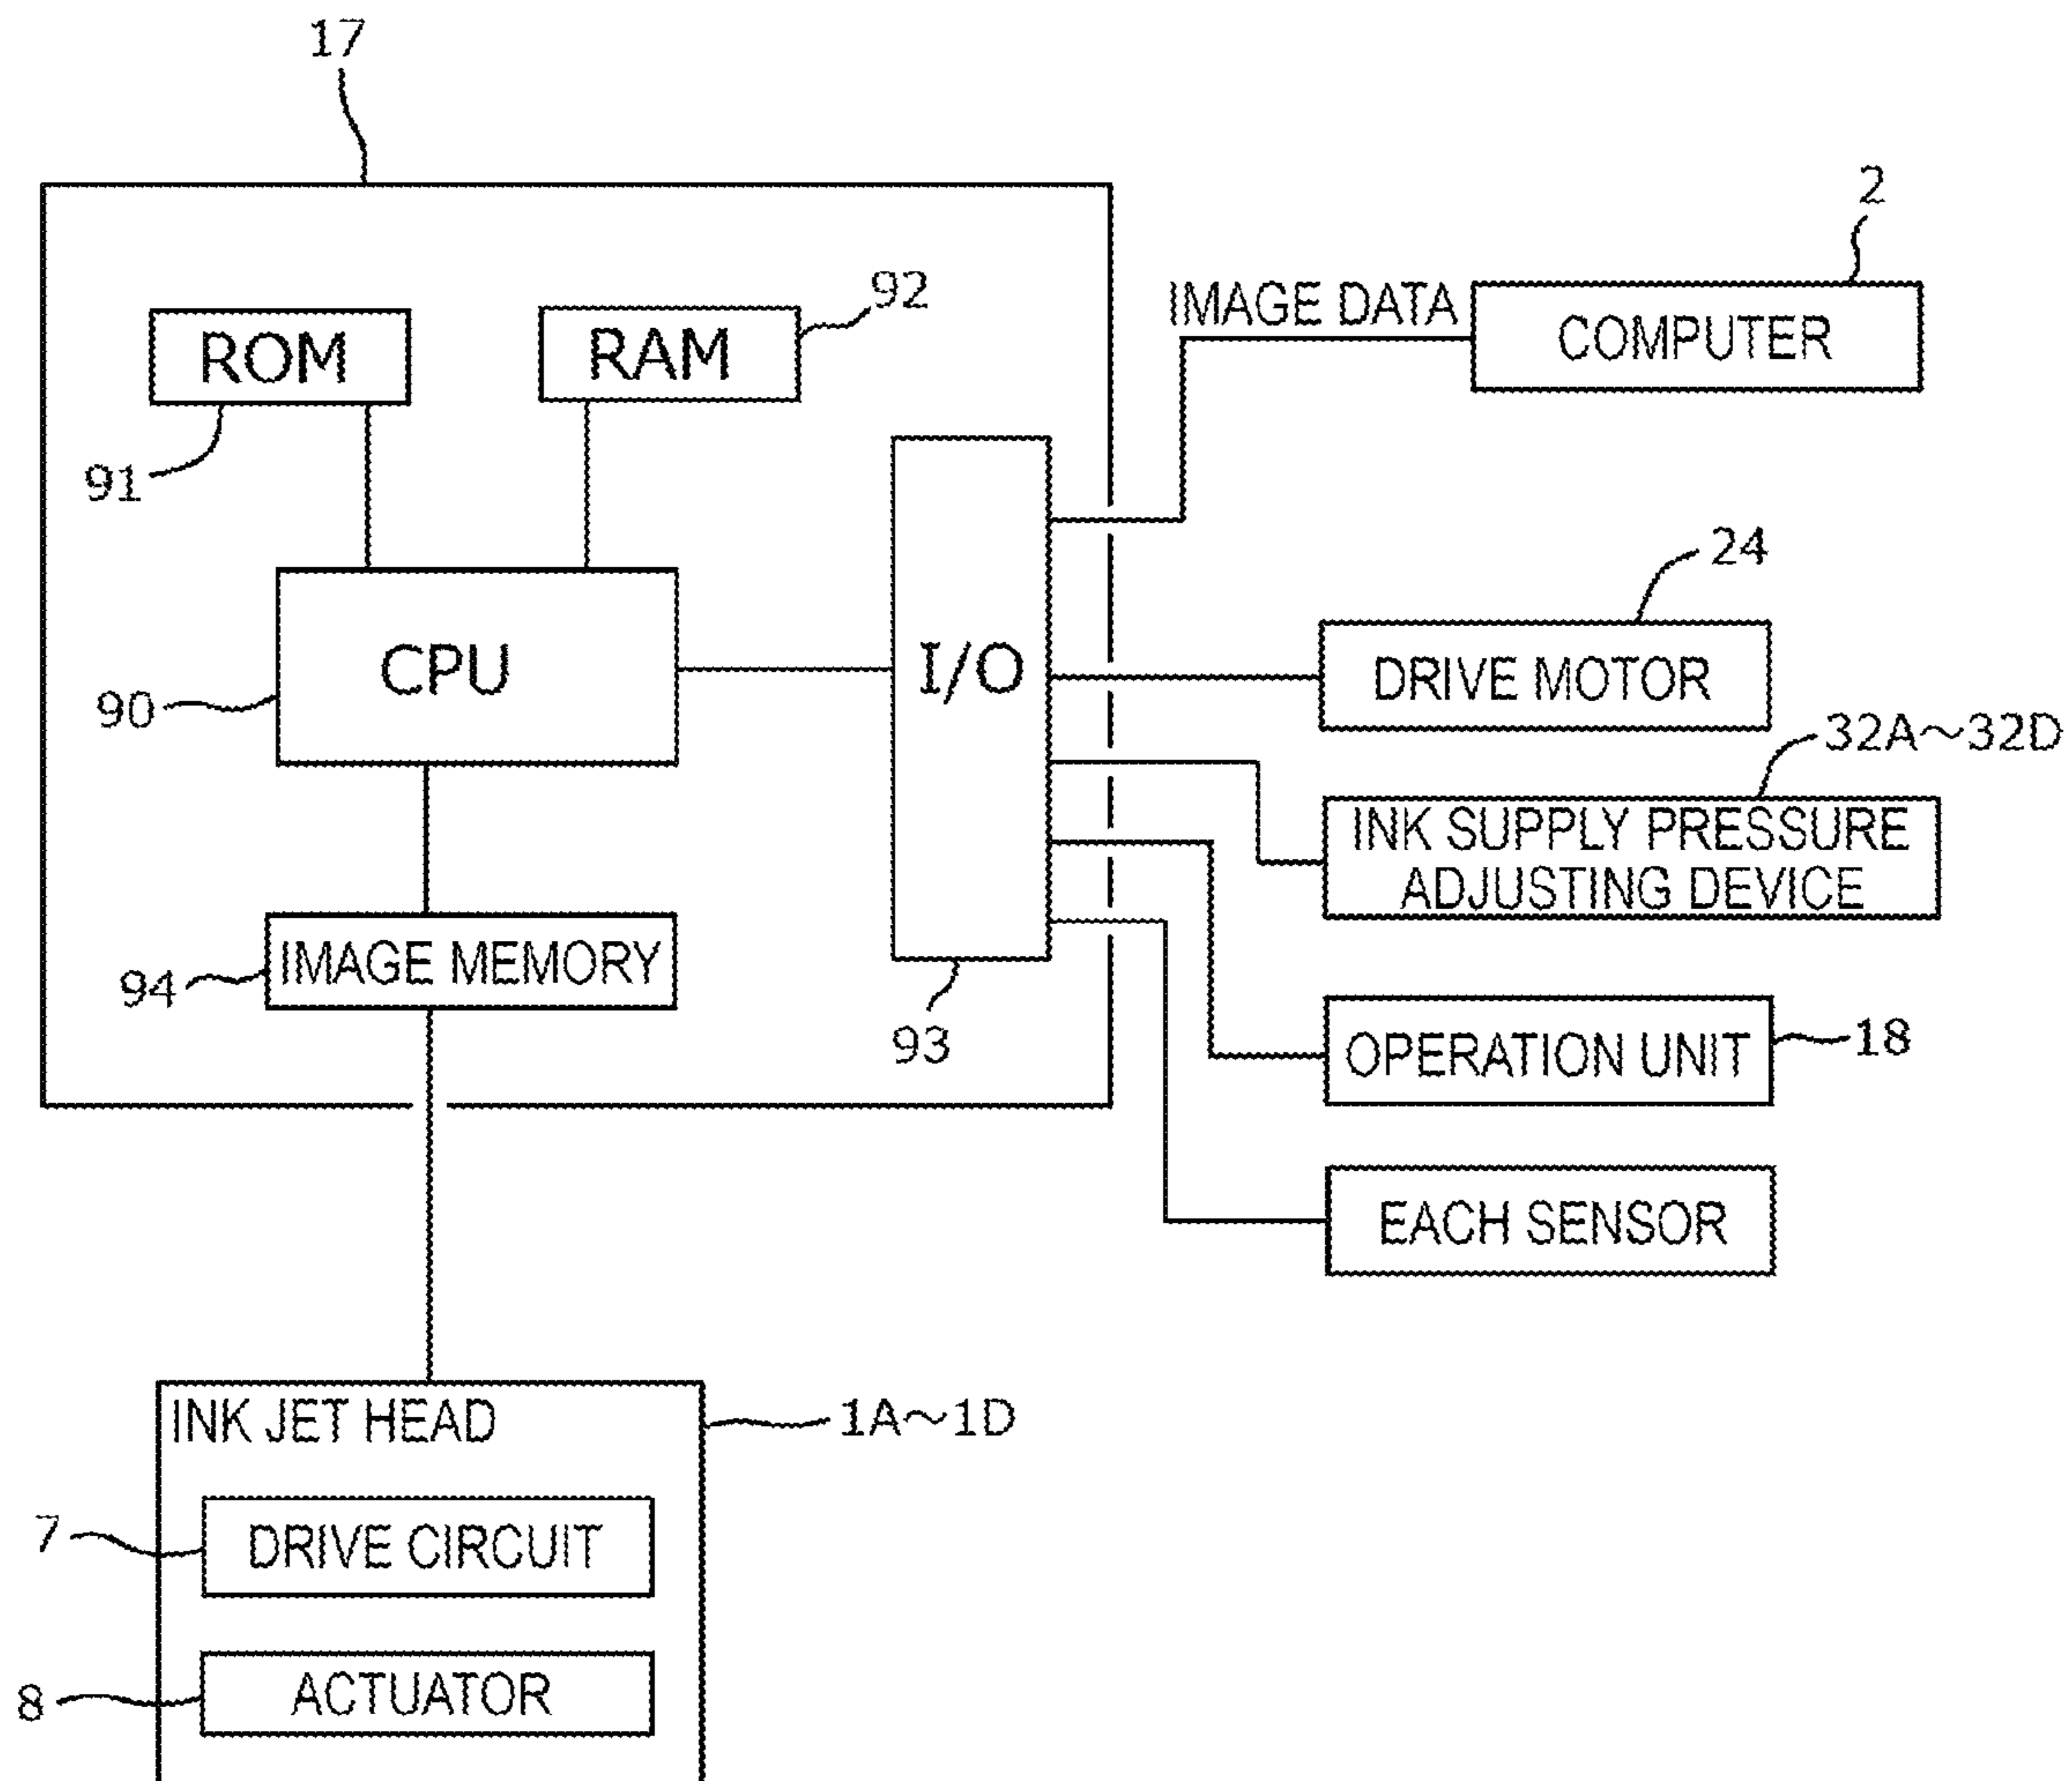 17
2
ROM
RAM
92
IMAGE DATA
COMPUTER
91
24
CPU
I/O
DRIVE MOTOR
90
32A～32D
INK SUPPLY PRESSURE
ADJUSTING DEVICE
IMAGE MEMORY
94
93
OPERATION UNIT
18
EACH SENSOR
INK JET HEAD
1A～1D
7
DRIVE CIRCUIT
8
ACTUATOR